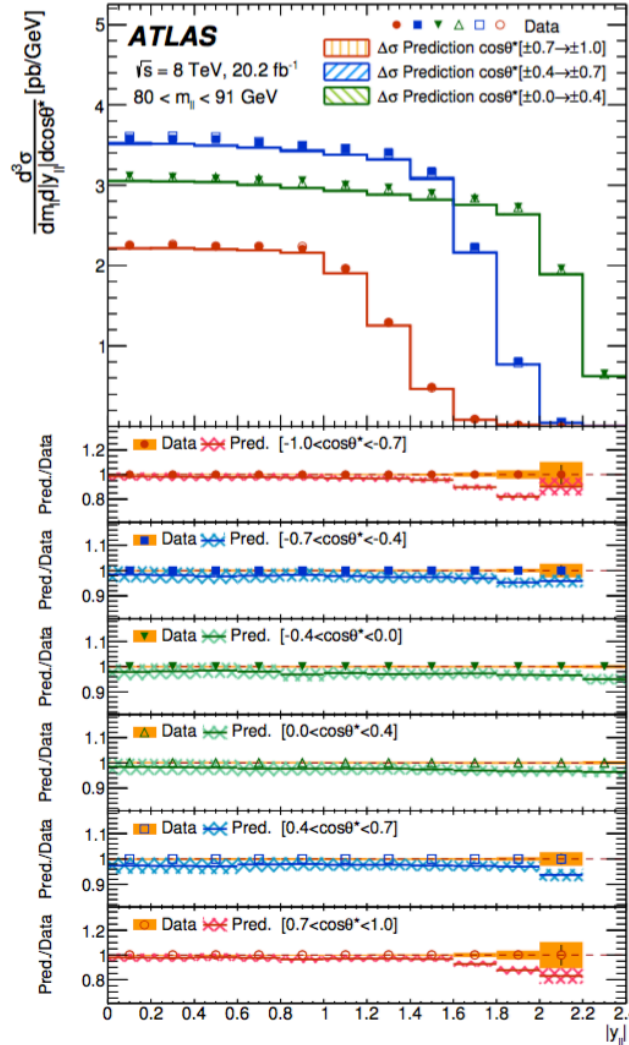 ATLAS
√s = 8 TeV, 20.2 fb⁻¹
80 < m_ll < 91 GeV
Data
Δσ Prediction cosθ*[±0.7→±1.0]
Δσ Prediction cosθ*[±0.4→±0.7]
Δσ Prediction cosθ*[±0.0→±0.4]
d³σ
dm_ll d|y_ll|dcosθ* [pb/GeV]
5
4
3
2
1
Data Pred. [-1.0<cosθ*<-0.7]
Pred./Data
1.2
1
0.8
Data Pred. [-0.7<cosθ*<-0.4]
Pred./Data
1.1
1
0.9
Data Pred. [-0.4<cosθ*<0.0]
Pred./Data
1.1
1
0.9
Data Pred. [0.0<cosθ*<0.4]
Pred./Data
1.1
1
0.9
Data Pred. [0.4<cosθ*<0.7]
Pred./Data
1.1
1
0.9
Data Pred. [0.7<cosθ*<1.0]
Pred./Data
1.2
1
0.8
0 0.2 0.4 0.6 0.8 1 1.2 1.4 1.6 1.8 2 2.2 2.4
|y_ll|